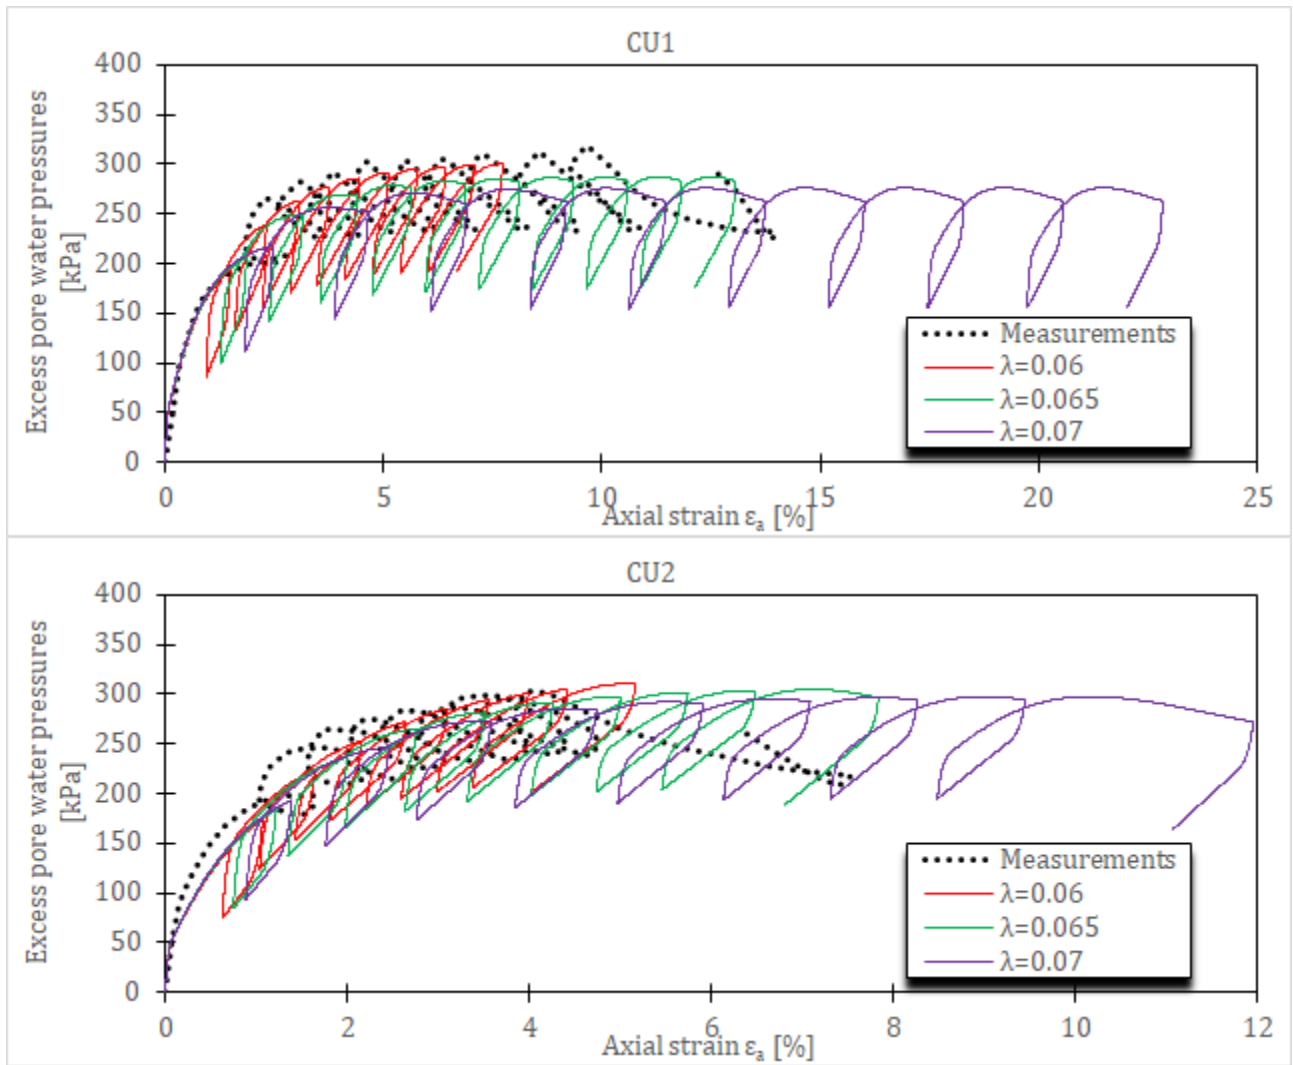 CU1
400
350
300
250
200
150
100
50
0
Excess pore water pressures
[kPa]
Measurements
λ=0.06
λ=0.065
λ=0.07
0 5 10 15 20 25
Axial strain εₐ [%]
CU2
400
350
300
250
200
150
100
50
0
Excess pore water pressures
[kPa]
Measurements
λ=0.06
λ=0.065
λ=0.07
0 2 4 6 8 10 12
Axial strain εₐ [%]